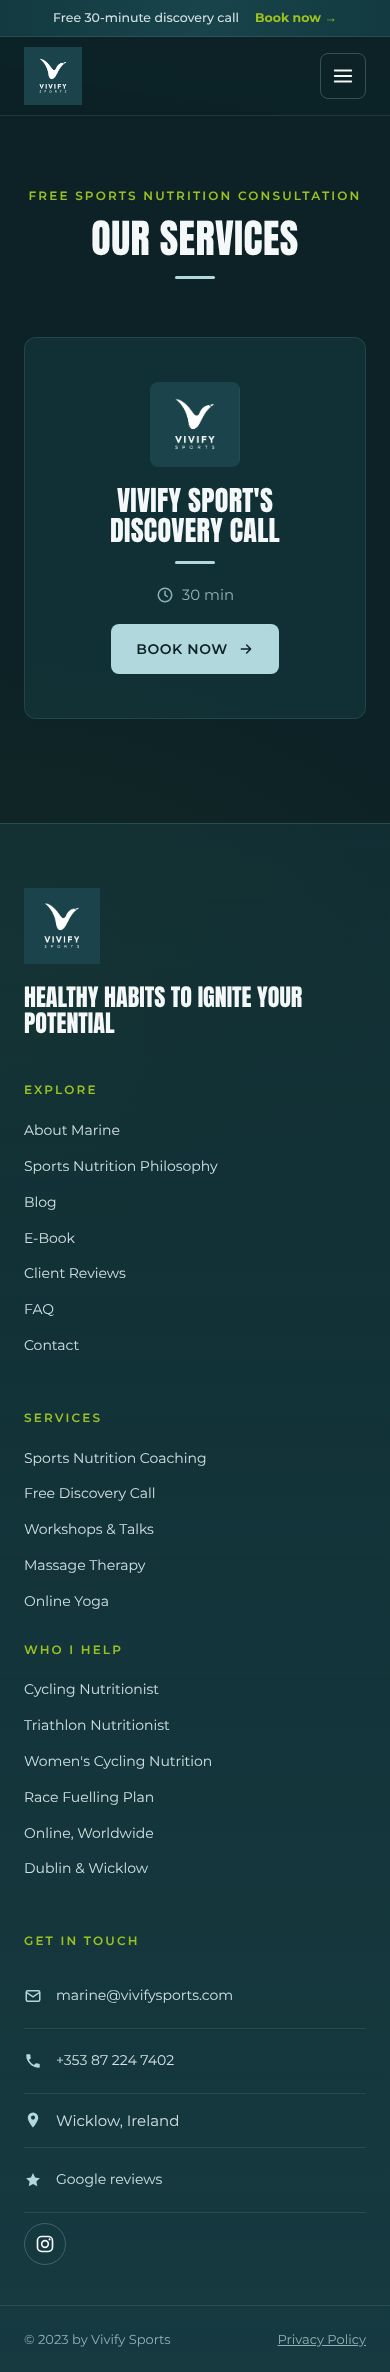 Free 30-minute discovery call Book now →
VIVIFY
SPORTS
FREE SPORTS NUTRITION CONSULTATION
OUR SERVICES
VIVIFY
SPORTS
VIVIFY SPORT'S
DISCOVERY CALL
30 min
BOOK NOW →
VIVIFY
SPORTS
HEALTHY HABITS TO IGNITE YOUR
POTENTIAL
EXPLORE
About Marine
Sports Nutrition Philosophy
Blog
E-Book
Client Reviews
FAQ
Contact
SERVICES
Sports Nutrition Coaching
Free Discovery Call
Workshops & Talks
Massage Therapy
Online Yoga
WHO I HELP
Cycling Nutritionist
Triathlon Nutritionist
Women's Cycling Nutrition
Race Fuelling Plan
Online, Worldwide
Dublin & Wicklow
GET IN TOUCH
marine@vivifysports.com
+353 87 224 7402
Wicklow, Ireland
Google reviews
© 2023 by Vivify Sports Privacy Policy